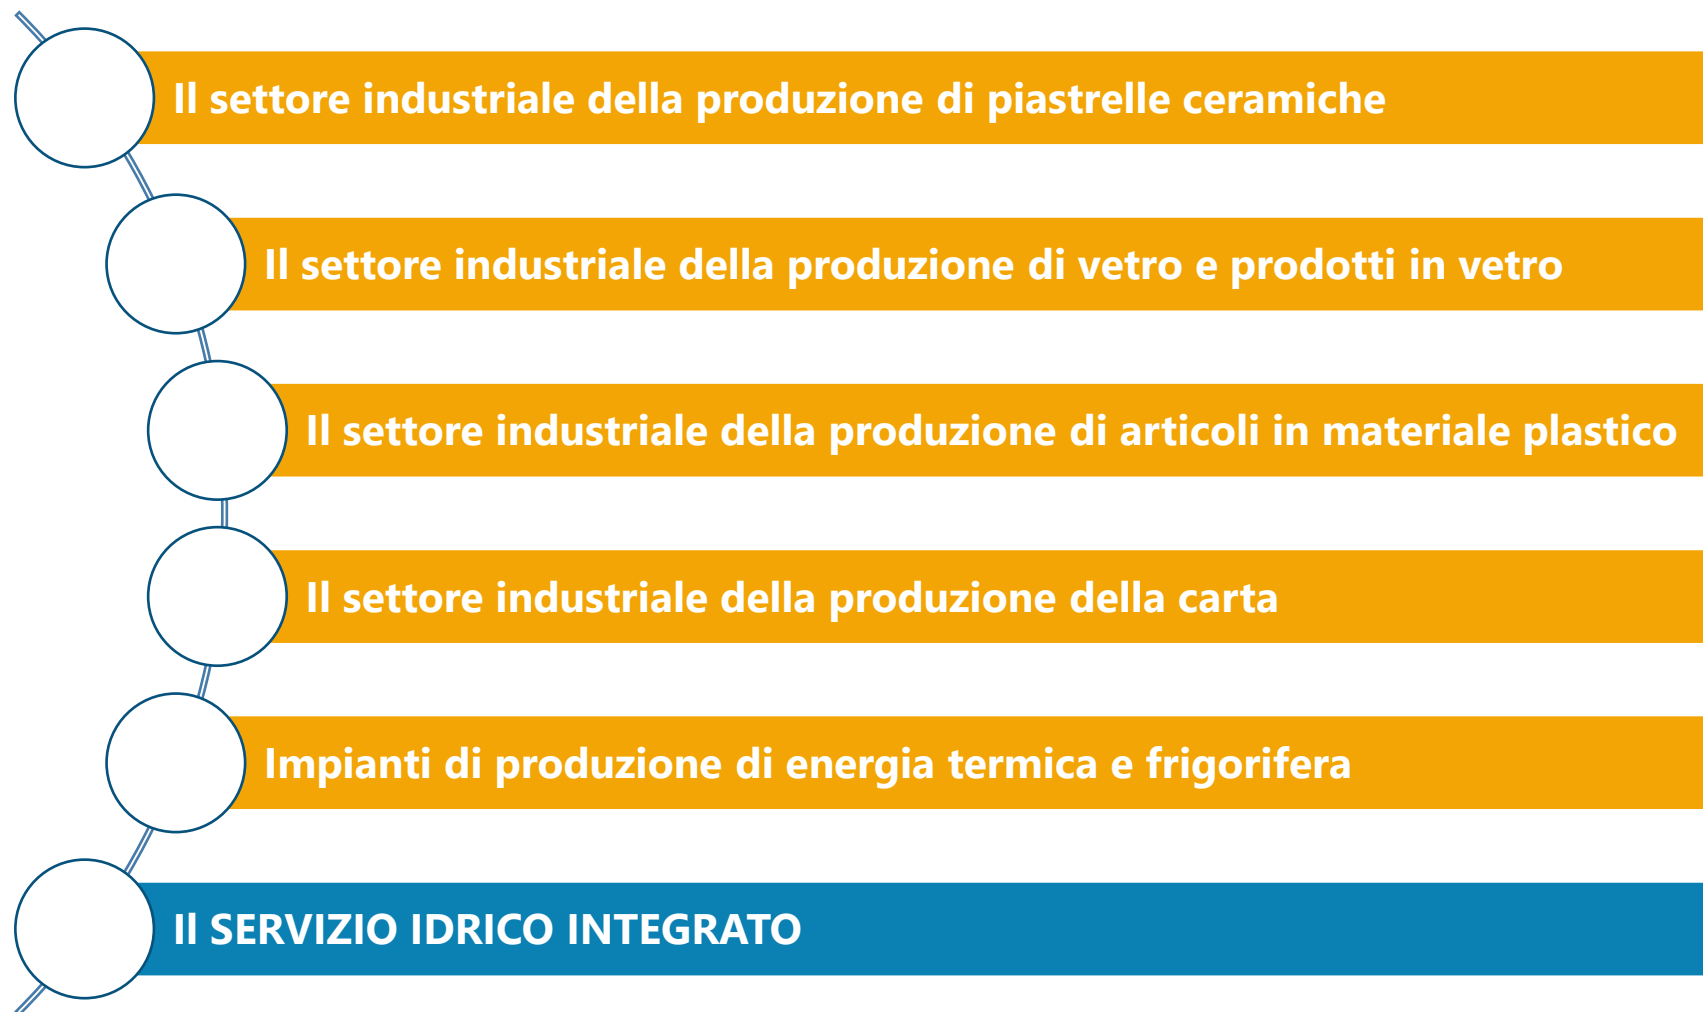 Il settore industriale della produzione di piastrelle ceramiche
Il settore industriale della produzione di vetro e prodotti in vetro
Il settore industriale della produzione di articoli in materiale plastico
Il settore industriale della produzione della carta
Impianti di produzione di energia termica e frigorifera
Il SERVIZIO IDRICO INTEGRATO